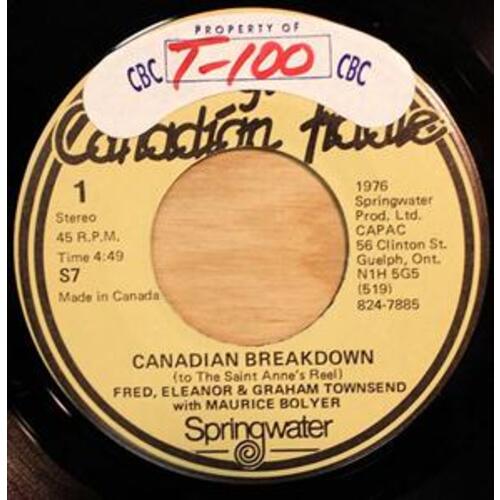 PROPERTY OF
CBC T-100 CBC
Canadian fiddle
1
Stereo
45 R.P.M.
Time 4:49
S7
Made in Canada
1976
Springwater
Prod. Ltd.
CAPAC
56 Clinton St.
Guelph, Ont.
N1H 5G5
(519)
824-7885
CANADIAN BREAKDOWN
(to The Saint Anne's Reel)
FRED, ELEANOR & GRAHAM TOWNSEND
with MAURICE BOLYER
Springwater